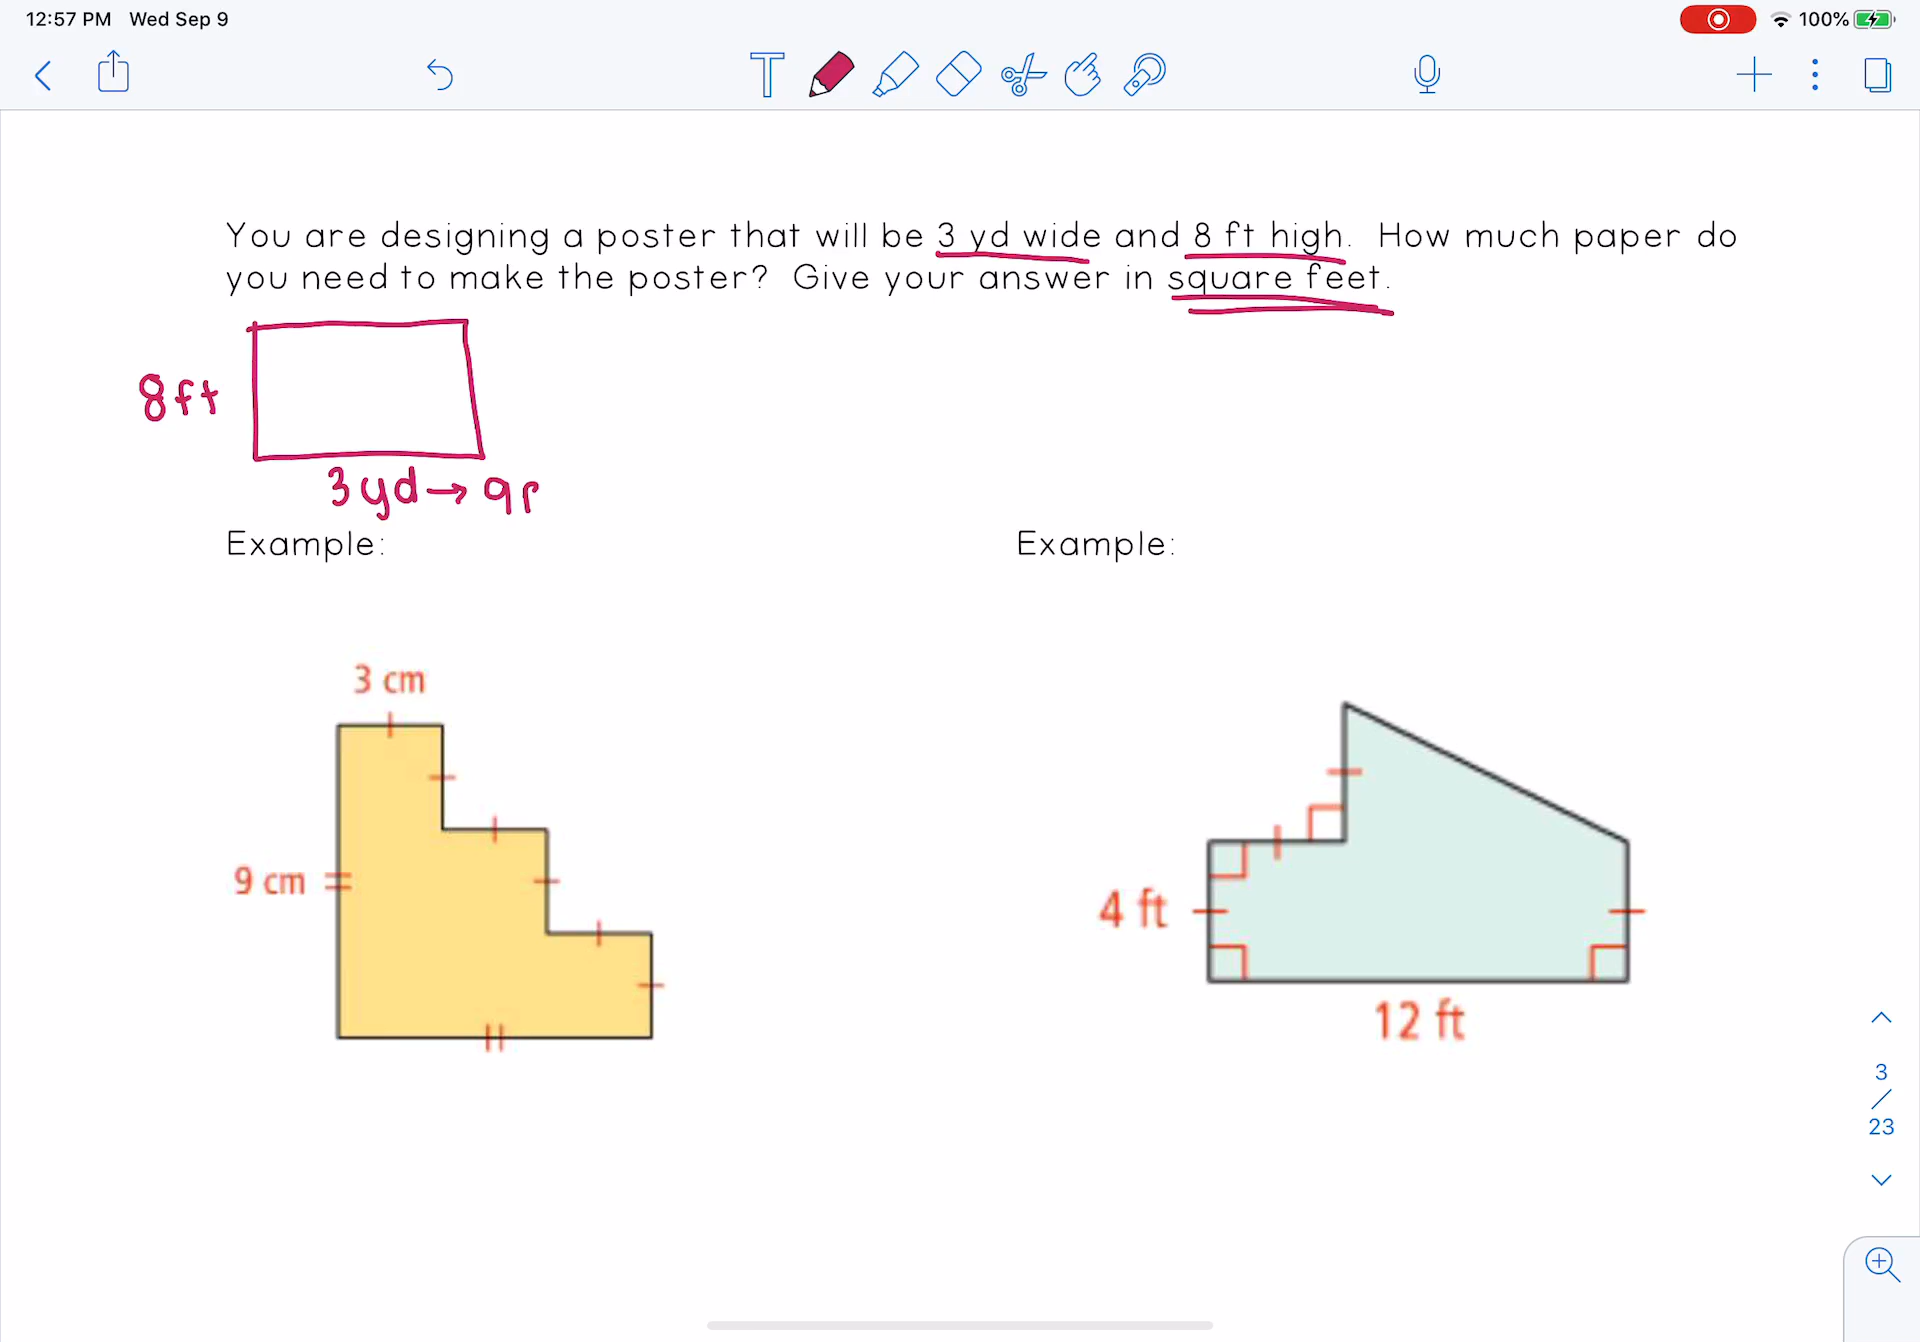 12:57 PM Wed Sep 9
100%
You are designing a poster that will be 3 yd wide and 8 ft high. How much paper do
you need to make the poster? Give your answer in square feet.
8ft
3yd→9f
Example:
Example:
3 cm
9 cm
4 ft
12 ft
3
/
23